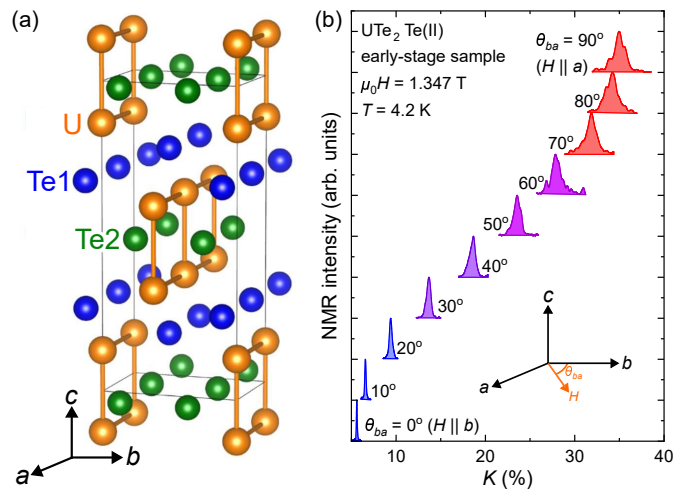 (a)
U
Te1
Te2
c
a
b
(b)
UTe₂ Te(II)
early-stage sample
μ₀H = 1.347 T
T = 4.2 K
θba = 90°
(H || a)
80°
70°
60°
50°
40°
30°
20°
10°
θba = 0° (H || b)
c
b
a
θba
H
NMR intensity (arb. units)
10 20 30 40
K (%)